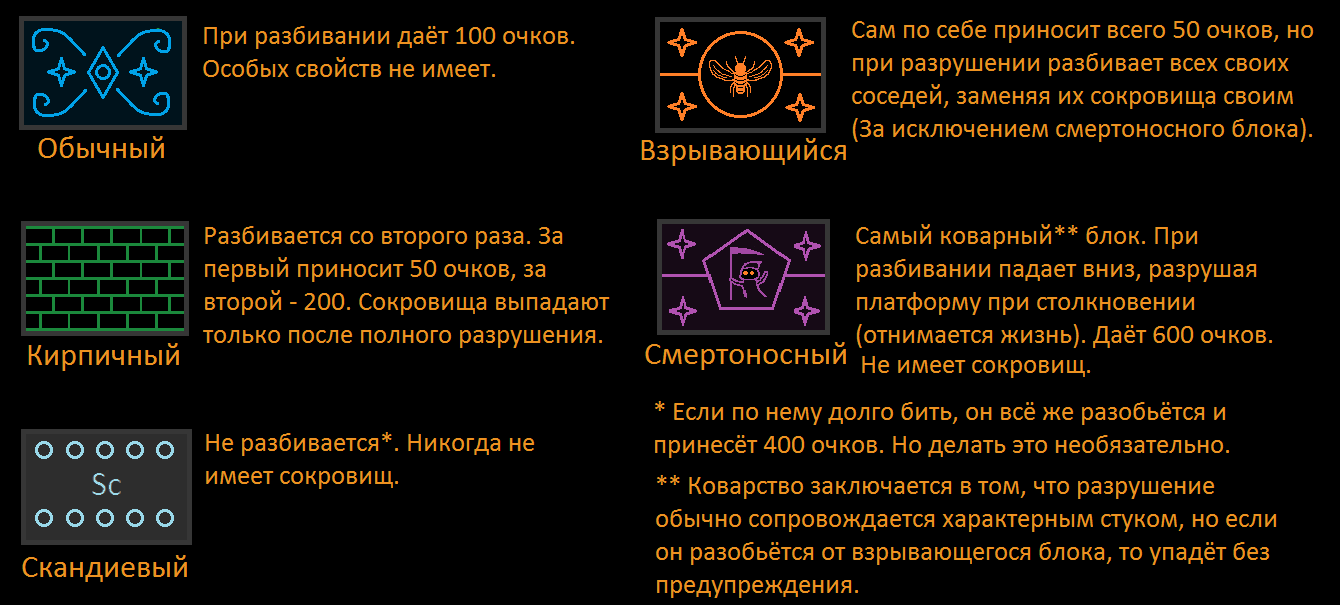 При разбивании даёт 100 очков.
Особых свойств не имеет.
Обычный
Разбивается со второго раза. За
первый приносит 50 очков, за
второй - 200. Сокровища выпадают
только после полного разрушения.
Кирпичный
Не разбивается*. Никогда не
имеет сокровищ.
Sc
Скандиевый
Сам по себе приносит всего 50 очков, но
при разрушении разбивает всех своих
соседей, заменяя их сокровища своим
(За исключением смертоносного блока).
Взрывающийся
Самый коварный** блок. При
разбивании падает вниз, разрушая
платформу при столкновении
(отнимается жизнь). Даёт 600 очков.
Не имеет сокровищ.
Смертоносный
* Если по нему долго бить, он всё же разобьётся и
принесёт 400 очков. Но делать это необязательно.
** Коварство заключается в том, что разрушение
обычно сопровождается характерным стуком, но если
он разобьётся от взрывающегося блока, то упадёт без
предупреждения.